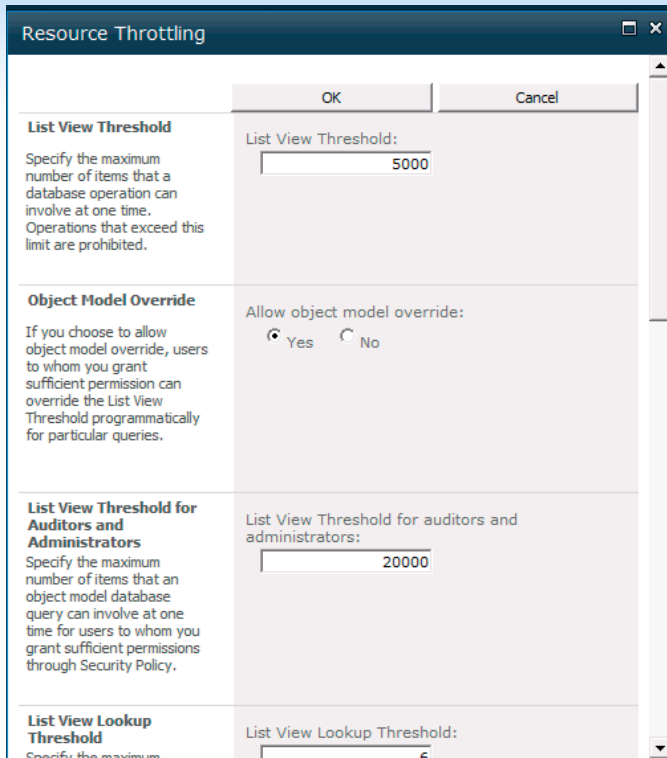 Resource Throttling
OK
Cancel
List View Threshold
Specify the maximum
number of items that a
database operation can
involve at one time.
Operations that exceed this
limit are prohibited.
List View Threshold:
5000
Object Model Override
If you choose to allow
object model override, users
to whom you grant
sufficient permission can
override the List View
Threshold programmatically
for particular queries.
Allow object model override:
Yes No
List View Threshold for
Auditors and
Administrators
Specify the maximum
number of items that an
object model database
query can involve at one
time for users to whom you
grant sufficient permissions
through Security Policy.
List View Threshold for auditors and
administrators:
20000
List View Lookup
Threshold
Specify the maximum
List View Lookup Threshold:
6